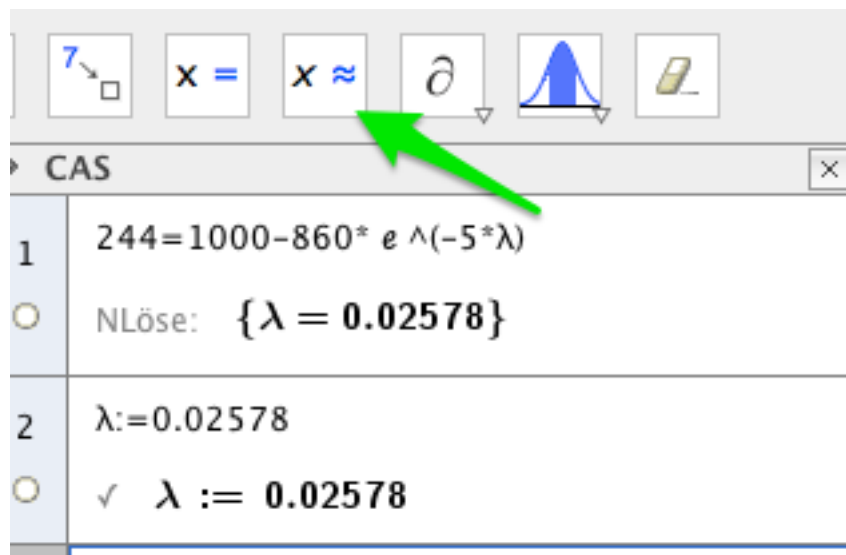 7
x =
x ≈
∂
CAS
1
244=1000–860* e ^(–5*λ)
NLöse: {λ = 0.02578}
2
λ:=0.02578
✓ λ := 0.02578